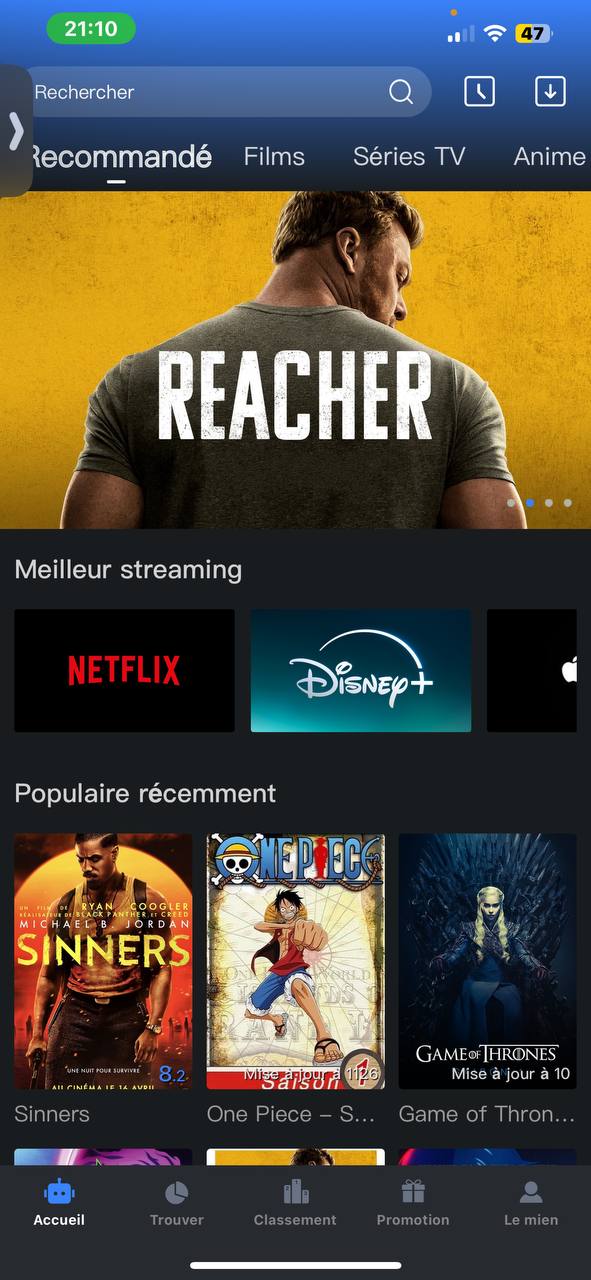 21:10
47
Rechercher
Recommandé Films Séries TV Anime
REACHER
Meilleur streaming
NETFLIX
Disney+
Populaire récemment
UN FILM DE RYAN COOGLER
RÉALISATEUR DE BLACK PANTHER ET CREED
MICHAEL B. JORDAN
SINNERS
UNE NUIT POUR SURVIVRE
AU CINÉMA LE 16 AVRIL
8.2
ONE PIECE
Mise à jour à 1126
Saison 1
GAME OF THRONES
Mise à jour à 10
Sinners
One Piece – S...
Game of Thron...
Accueil Trouver Classement Promotion Le mien